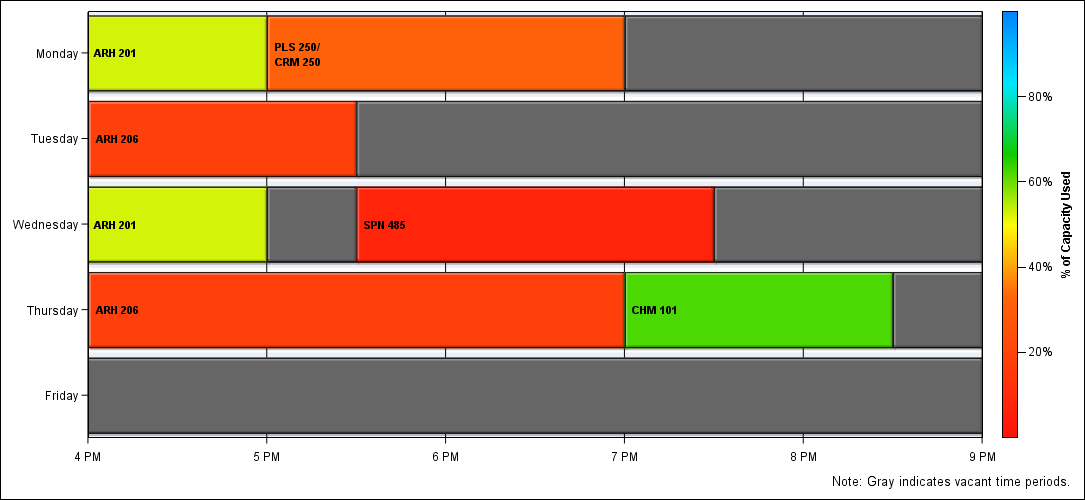 Monday
ARH 201
PLS 250/
CRM 250
Tuesday
ARH 206
Wednesday
ARH 201
SPN 485
Thursday
ARH 206
CHM 101
Friday
4 PM
5 PM
6 PM
7 PM
8 PM
9 PM
80%
60%
40%
20%
% of Capacity Used
Note: Gray indicates vacant time periods.